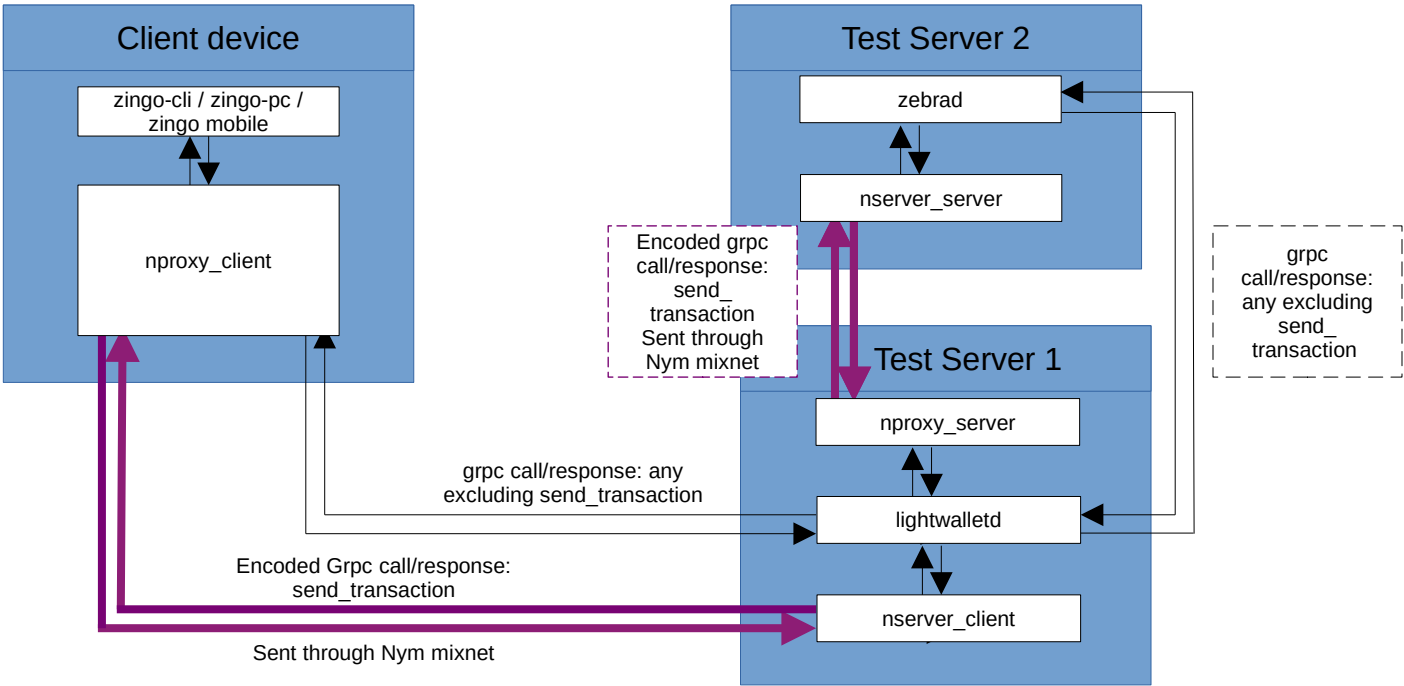 Client device
zingo-cli / zingo-pc /
zingo mobile
nproxy_client
Test Server 2
zebrad
nserver_server
Encoded grpc
call/response:
send_
transaction
Sent through
Nym mixnet
grpc
call/response:
any excluding
send_
transaction
Test Server 1
nproxy_server
lightwalletd
nserver_client
grpc call/response: any
excluding send_transaction
Encoded Grpc call/response:
send_transaction
Sent through Nym mixnet